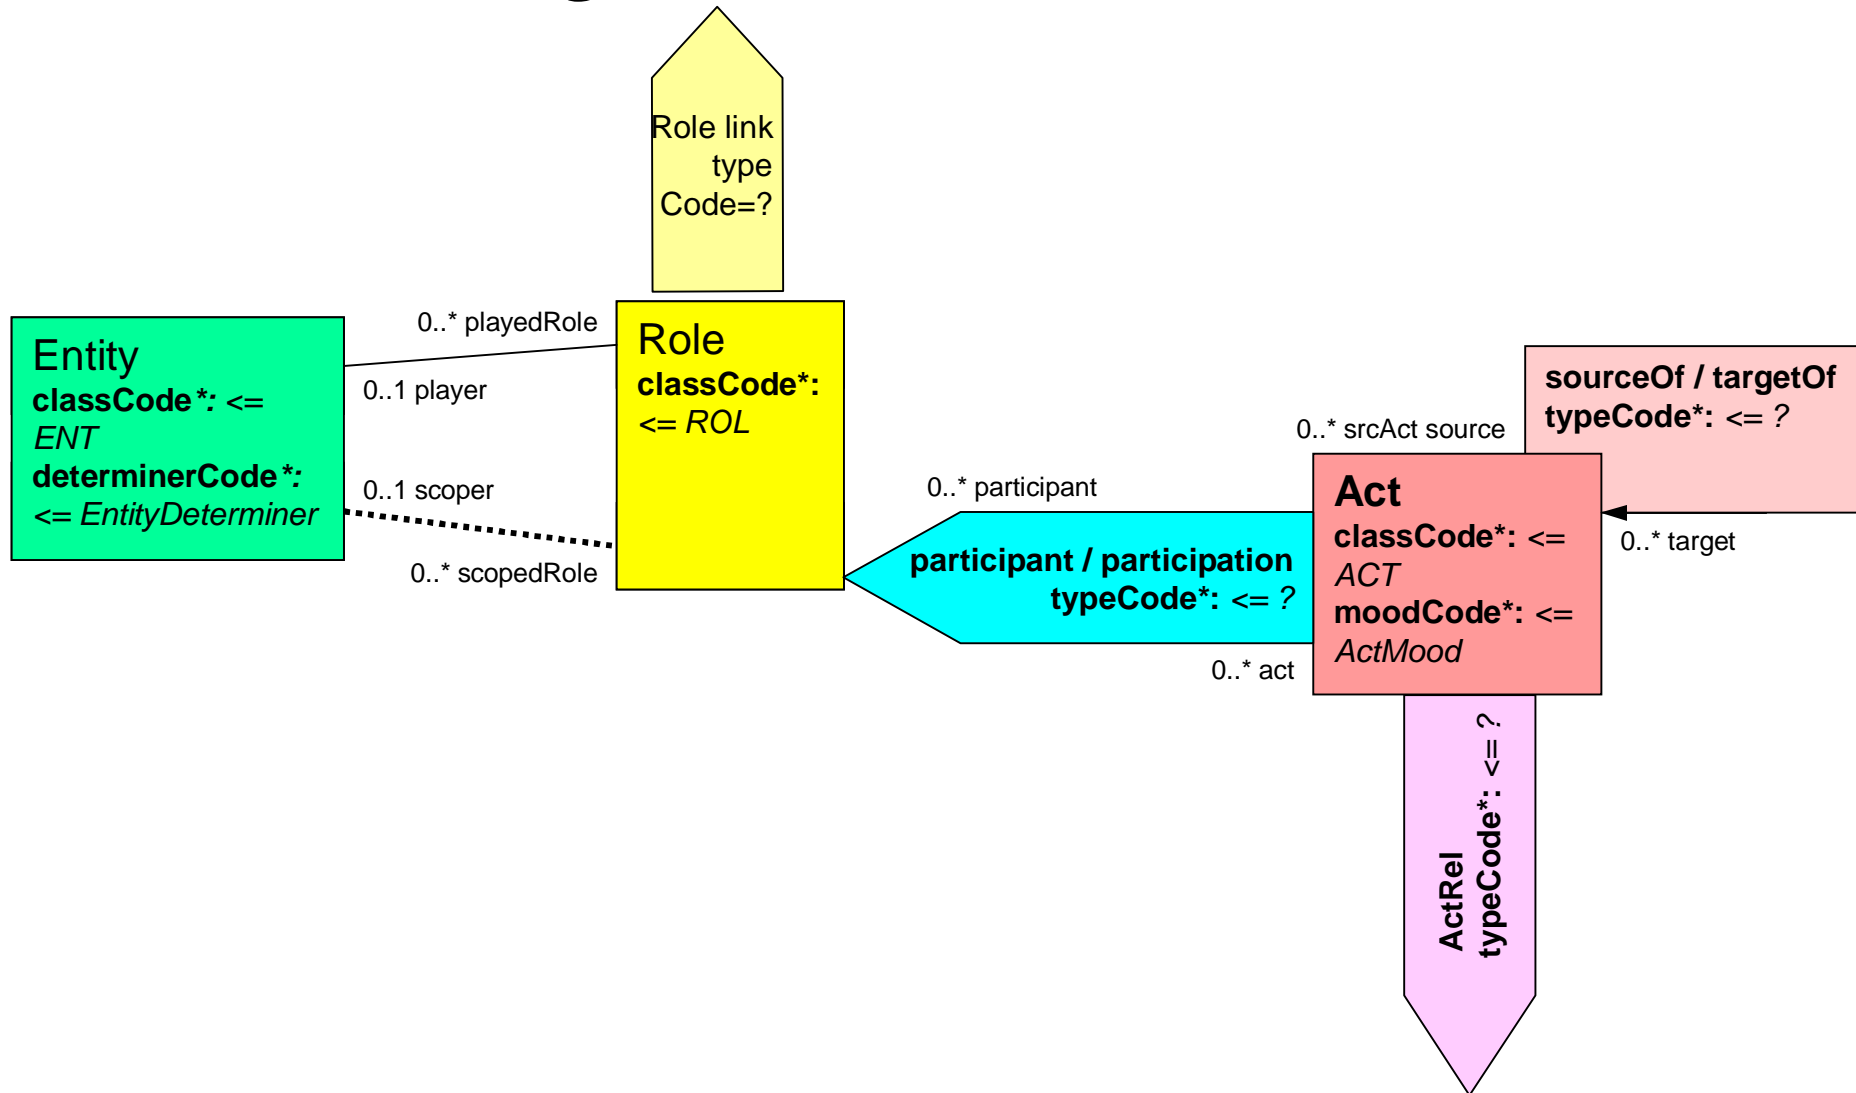 Role link
type
Code=?
0..* playedRole
0..1 player
Entity
classCode*: <=
ENT
determinerCode*:
<= EntityDeterminer
0..1 scoper
0..* scopedRole
Role
classCode*:
<= ROL
0..* participant
participant / participation
typeCode*: <= ?
0..* act
0..* srcAct source
sourceOf / targetOf
typeCode*: <= ?
0..* target
Act
classCode*: <=
ACT
moodCode*: <=
ActMood
ActRel
typeCode*: <= ?